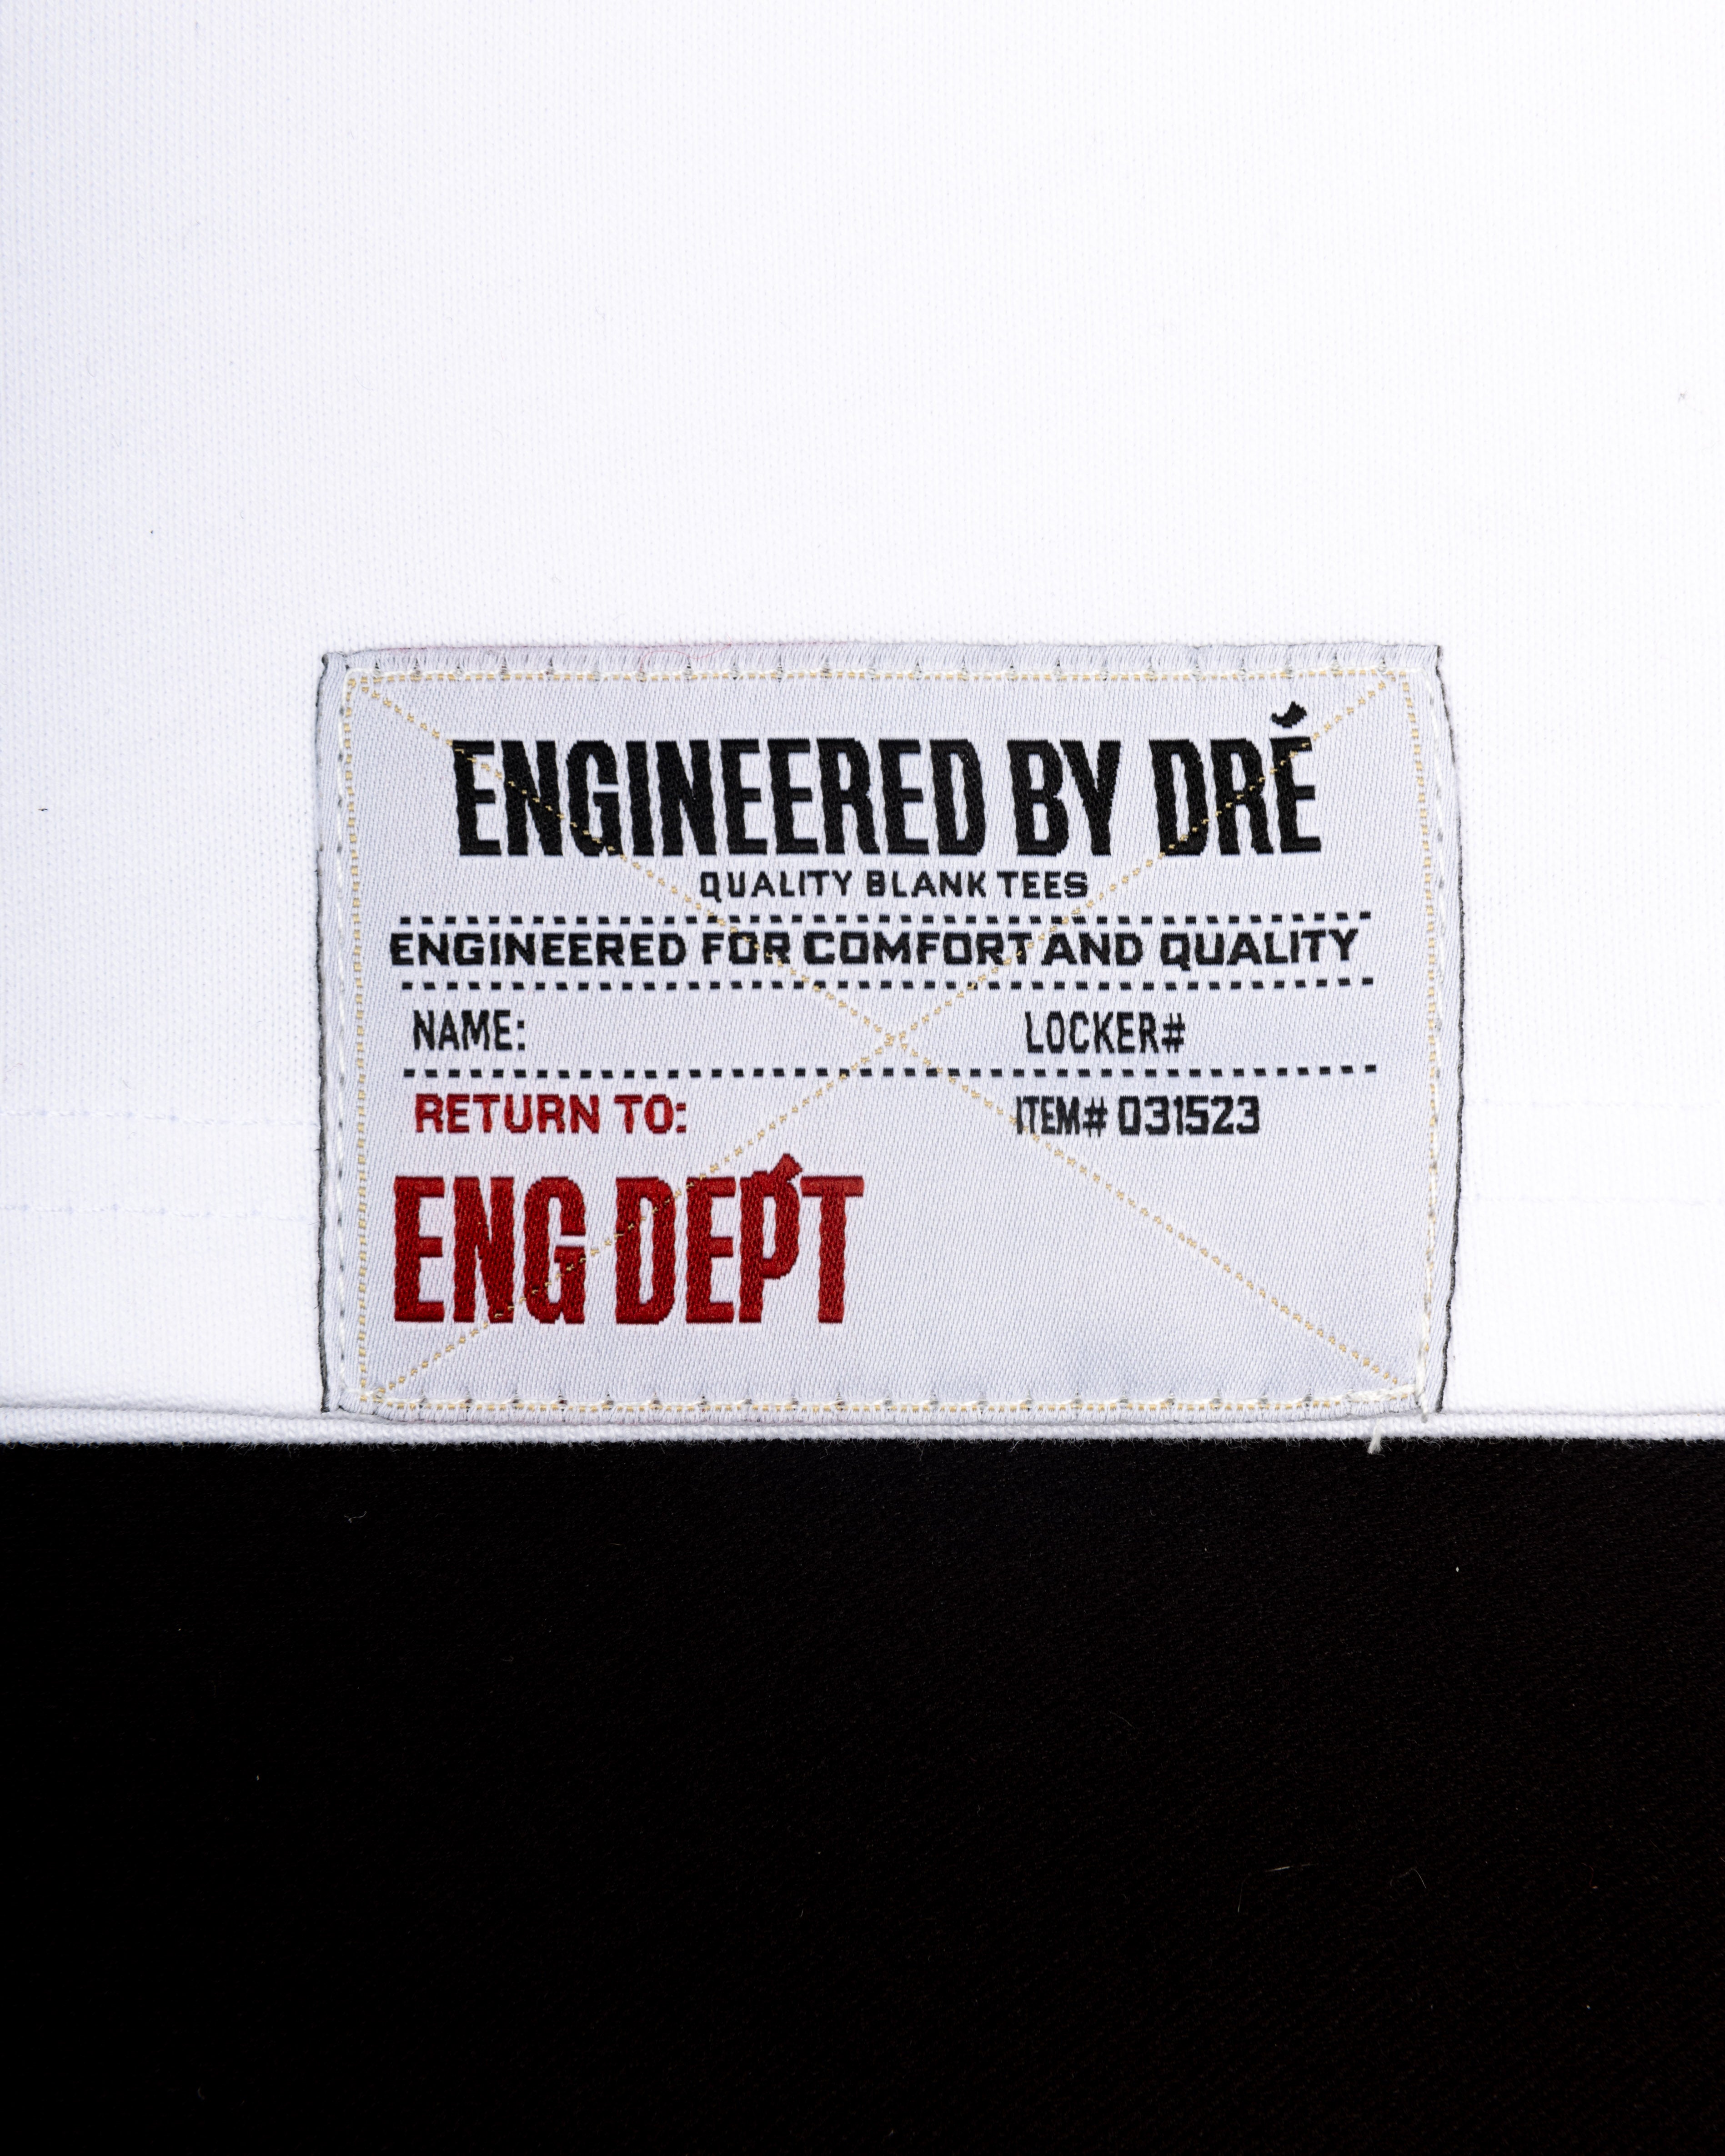 ENGINEERED BY DRÉ
QUALITY BLANK TEES
ENGINEERED FOR COMFORT AND QUALITY
NAME: LOCKER#
RETURN TO: ITEM# 031523
ENG DEPT